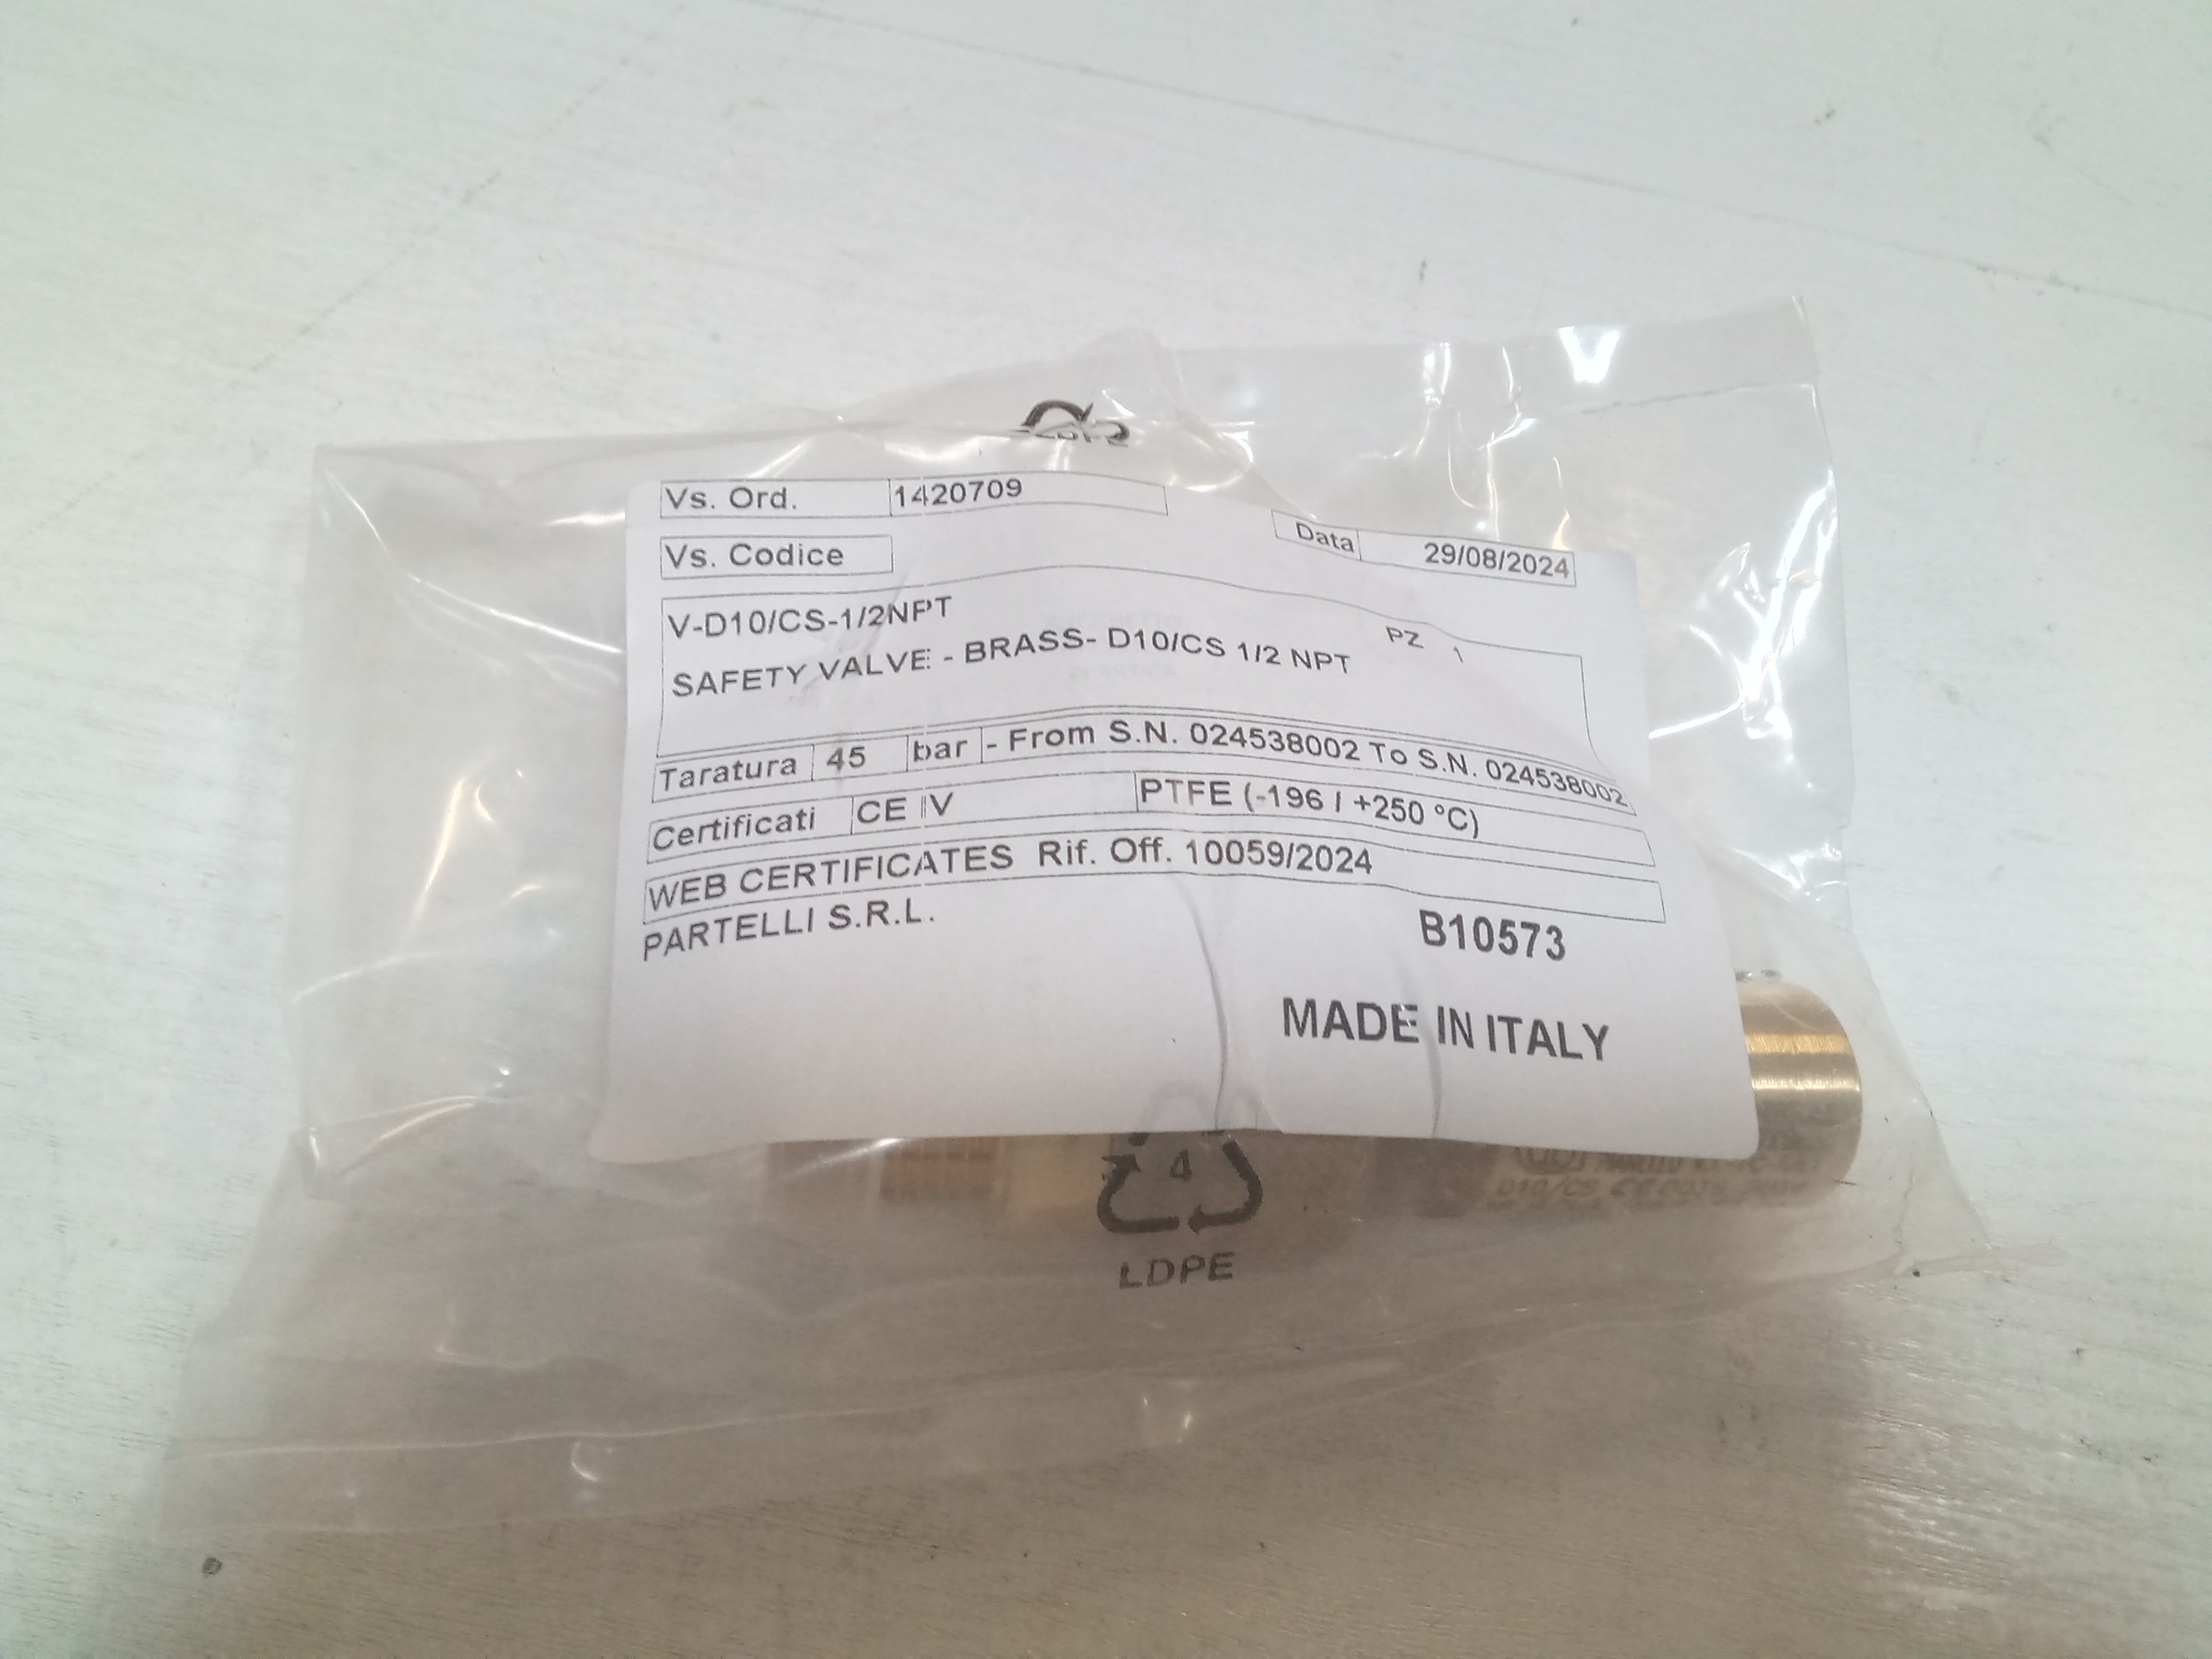 Vs. Ord. 1420709
Data 29/08/2024
Vs. Codice
V-D10/CS-1/2NPT
PZ 1
SAFETY VALVE - BRASS- D10/CS 1/2 NPT
Taratura 45 bar - From S.N. 024538002 To S.N. 024538002
Certificati CE IV PTFE (-196 / +250 °C)
WEB CERTIFICATES Rif. Off. 10059/2024
PARTELLI S.R.L.
B10573
MADE IN ITALY
4
LDPE
D10/CS